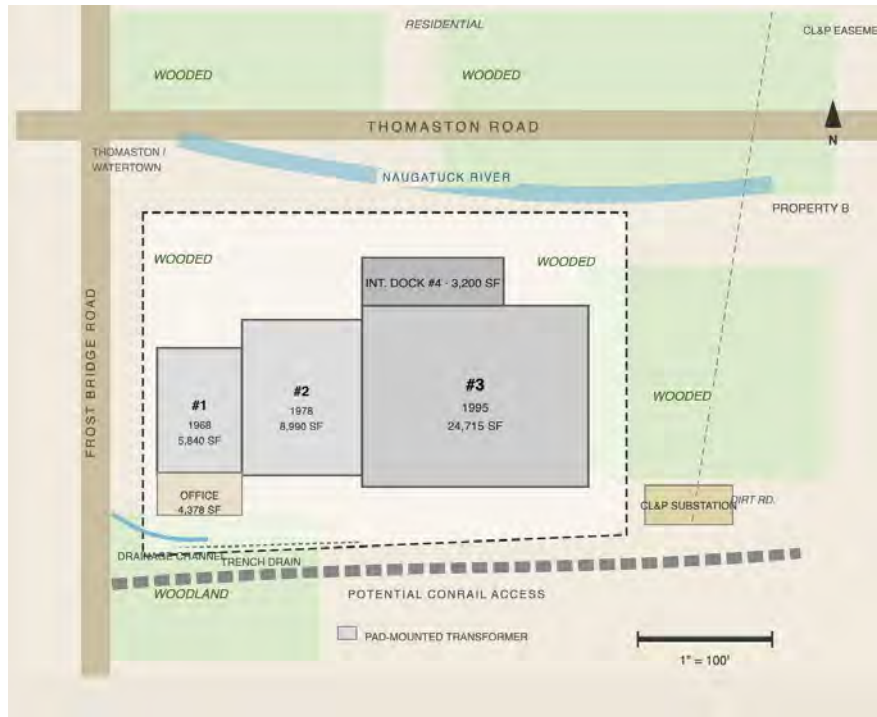 RESIDENTIAL
CL&P EASEME
WOODED
WOODED
THOMASTON ROAD
N
THOMASTON /
WATERTOWN
NAUGATUCK RIVER
PROPERTY B
WOODED
WOODED
INT. DOCK #4 - 3,200 SF
FROST BRIDGE ROAD
#1
1968
5,840 SF
#2
1978
8,990 SF
#3
1995
24,715 SF
WOODED
OFFICE
4,378 SF
CL&P SUBSTATION
DIRT RD.
DRAINAGE CHANNEL
TRENCH DRAIN
WOODLAND
POTENTIAL CONRAIL ACCESS
PAD-MOUNTED TRANSFORMER
1" = 100'